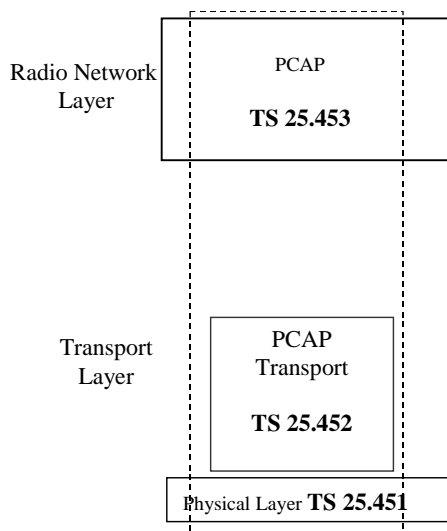 Radio Network
Layer
PCAP
TS 25.453
Transport
Layer
PCAP
Transport
TS 25.452
Physical Layer TS 25.451